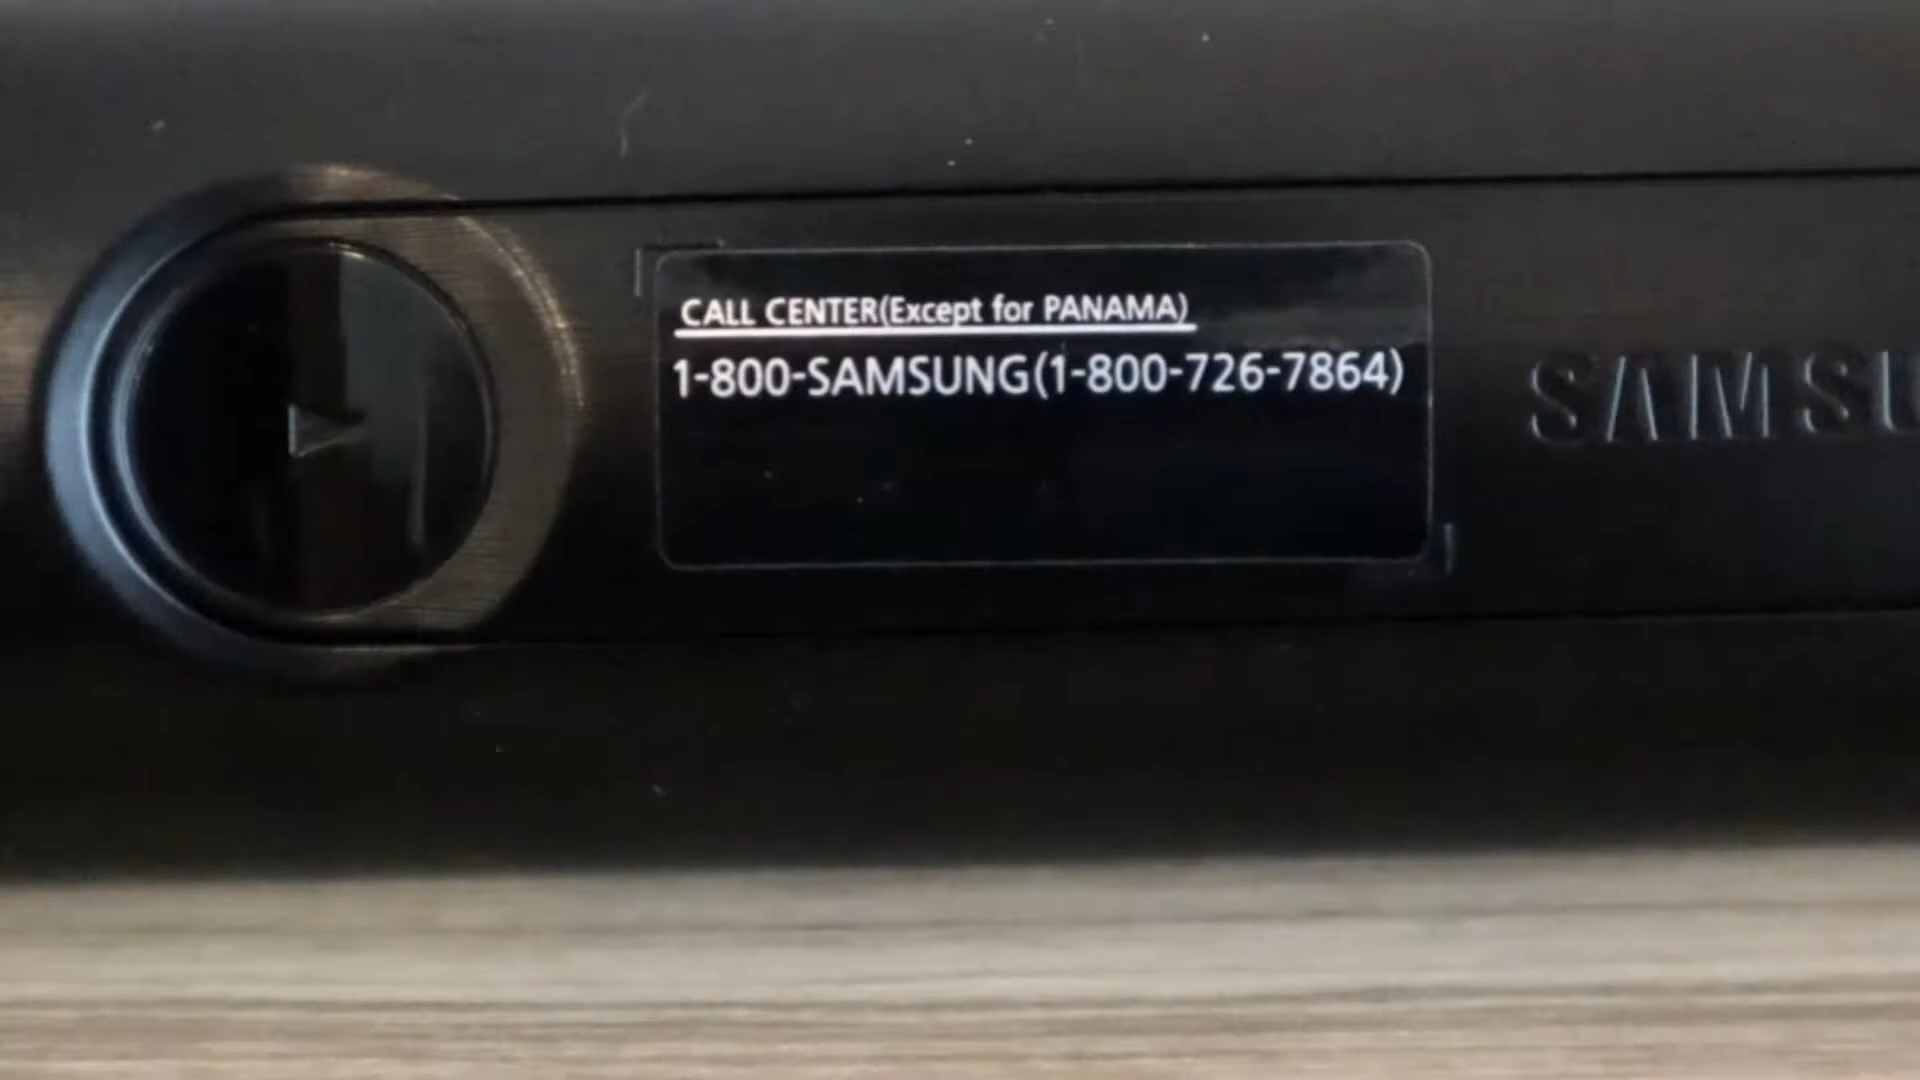 CALL CENTER(Except for PANAMA)
1-800-SAMSUNG(1-800-726-7864)
SAMSU